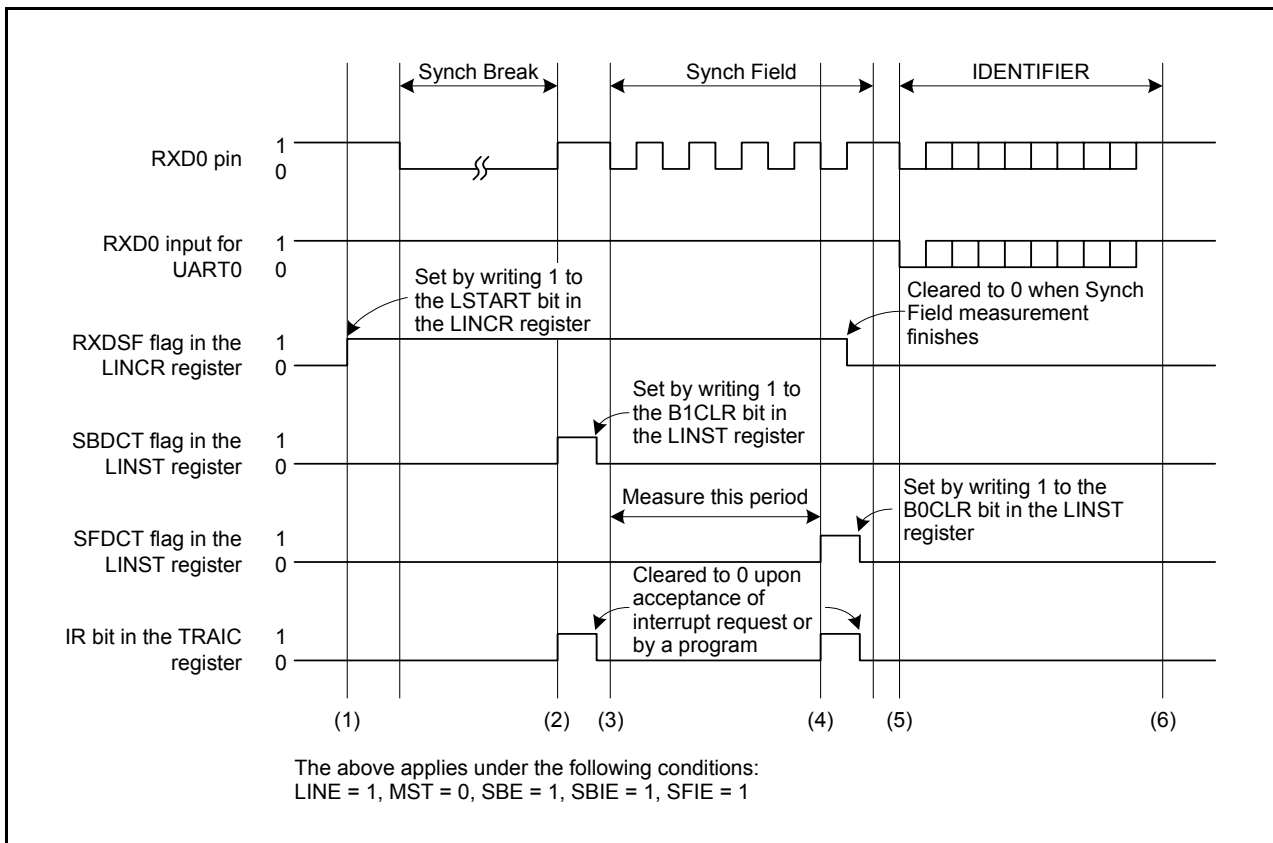 Synch Break
Synch Field
IDENTIFIER
RXD0 pin
1
0
RXD0 input for
UART0
1
0
Set by writing 1 to
the LSTART bit in
the LINCR register
Cleared to 0 when Synch
Field measurement
finishes
RXDSF flag in the
LINCR register
1
0
Set by writing 1 to
the B1CLR bit in
the LINST register
SBDCT flag in the
LINST register
1
0
Measure this period
Set by writing 1 to the
B0CLR bit in the LINST
register
SFDCT flag in the
LINST register
1
0
Cleared to 0 upon
acceptance of
interrupt request or
by a program
IR bit in the TRAIC
register
1
0
(1)
(2)
(3)
(4)
(5)
(6)
The above applies under the following conditions:
LINE = 1, MST = 0, SBE = 1, SBIE = 1, SFIE = 1